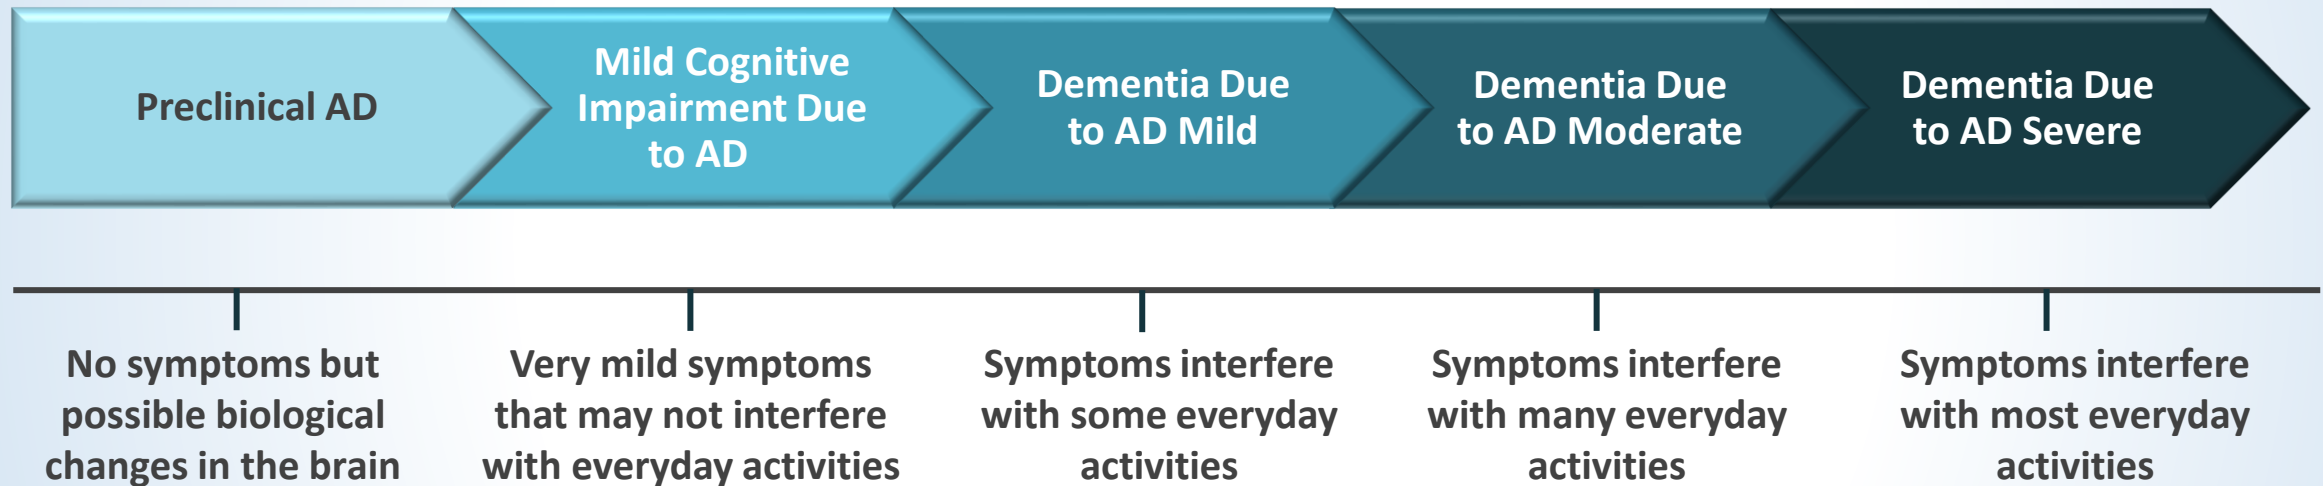 Preclinical AD
Mild Cognitive
Impairment Due
to AD
Dementia Due
to AD Mild
Dementia Due
to AD Moderate
Dementia Due
to AD Severe
No symptoms but
possible biological
changes in the brain
Very mild symptoms
that may not interfere
with everyday activities
Symptoms interfere
with some everyday
activities
Symptoms interfere
with many everyday
activities
Symptoms interfere
with most everyday
activities